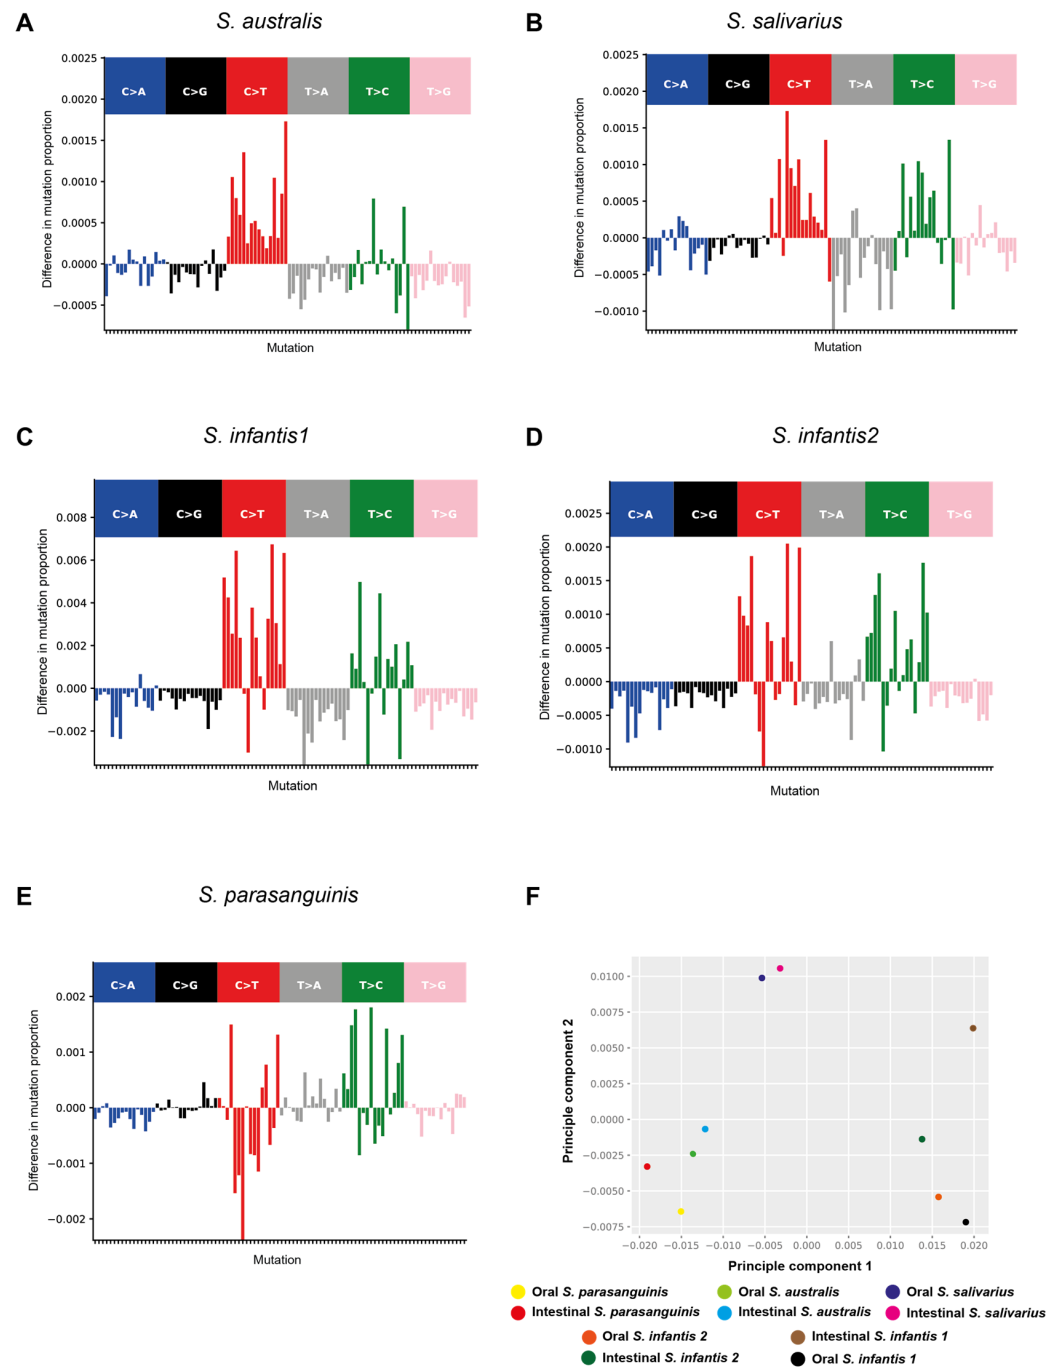 A
S. australis
Difference in mutation proportion
0.0025
0.0020
0.0015
0.0010
0.0005
0.0000
−0.0005
C>A C>G C>T T>A T>C T>G
Mutation
B
S. salivarius
Difference in mutation proportion
0.0025
0.0020
0.0015
0.0010
0.0005
0.0000
−0.0005
−0.0010
C>A C>G C>T T>A T>C T>G
Mutation
C
S. infantis1
Difference in mutation proportion
0.008
0.006
0.004
0.002
0.000
−0.002
C>A C>G C>T T>A T>C T>G
Mutation
D
S. infantis2
Difference in mutation proportion
0.0025
0.0020
0.0015
0.0010
0.0005
0.0000
−0.0005
−0.0010
C>A C>G C>T T>A T>C T>G
Mutation
E
S. parasanguinis
Difference in mutation proportion
0.002
0.001
0.000
−0.001
−0.002
C>A C>G C>T T>A T>C T>G
Mutation
F
Principle component 2
0.0100
0.0075
0.0050
0.0025
0.0000
−0.0025
−0.0050
−0.0075
−0.020 −0.015 −0.010 −0.005 0.000 0.005 0.010 0.015 0.020
Principle component 1
Oral S. parasanguinis Oral S. australis Oral S. salivarius
Intestinal S. parasanguinis Intestinal S. australis Intestinal S. salivarius
Oral S. infantis 2 Intestinal S. infantis 1
Intestinal S. infantis 2 Oral S. infantis 1